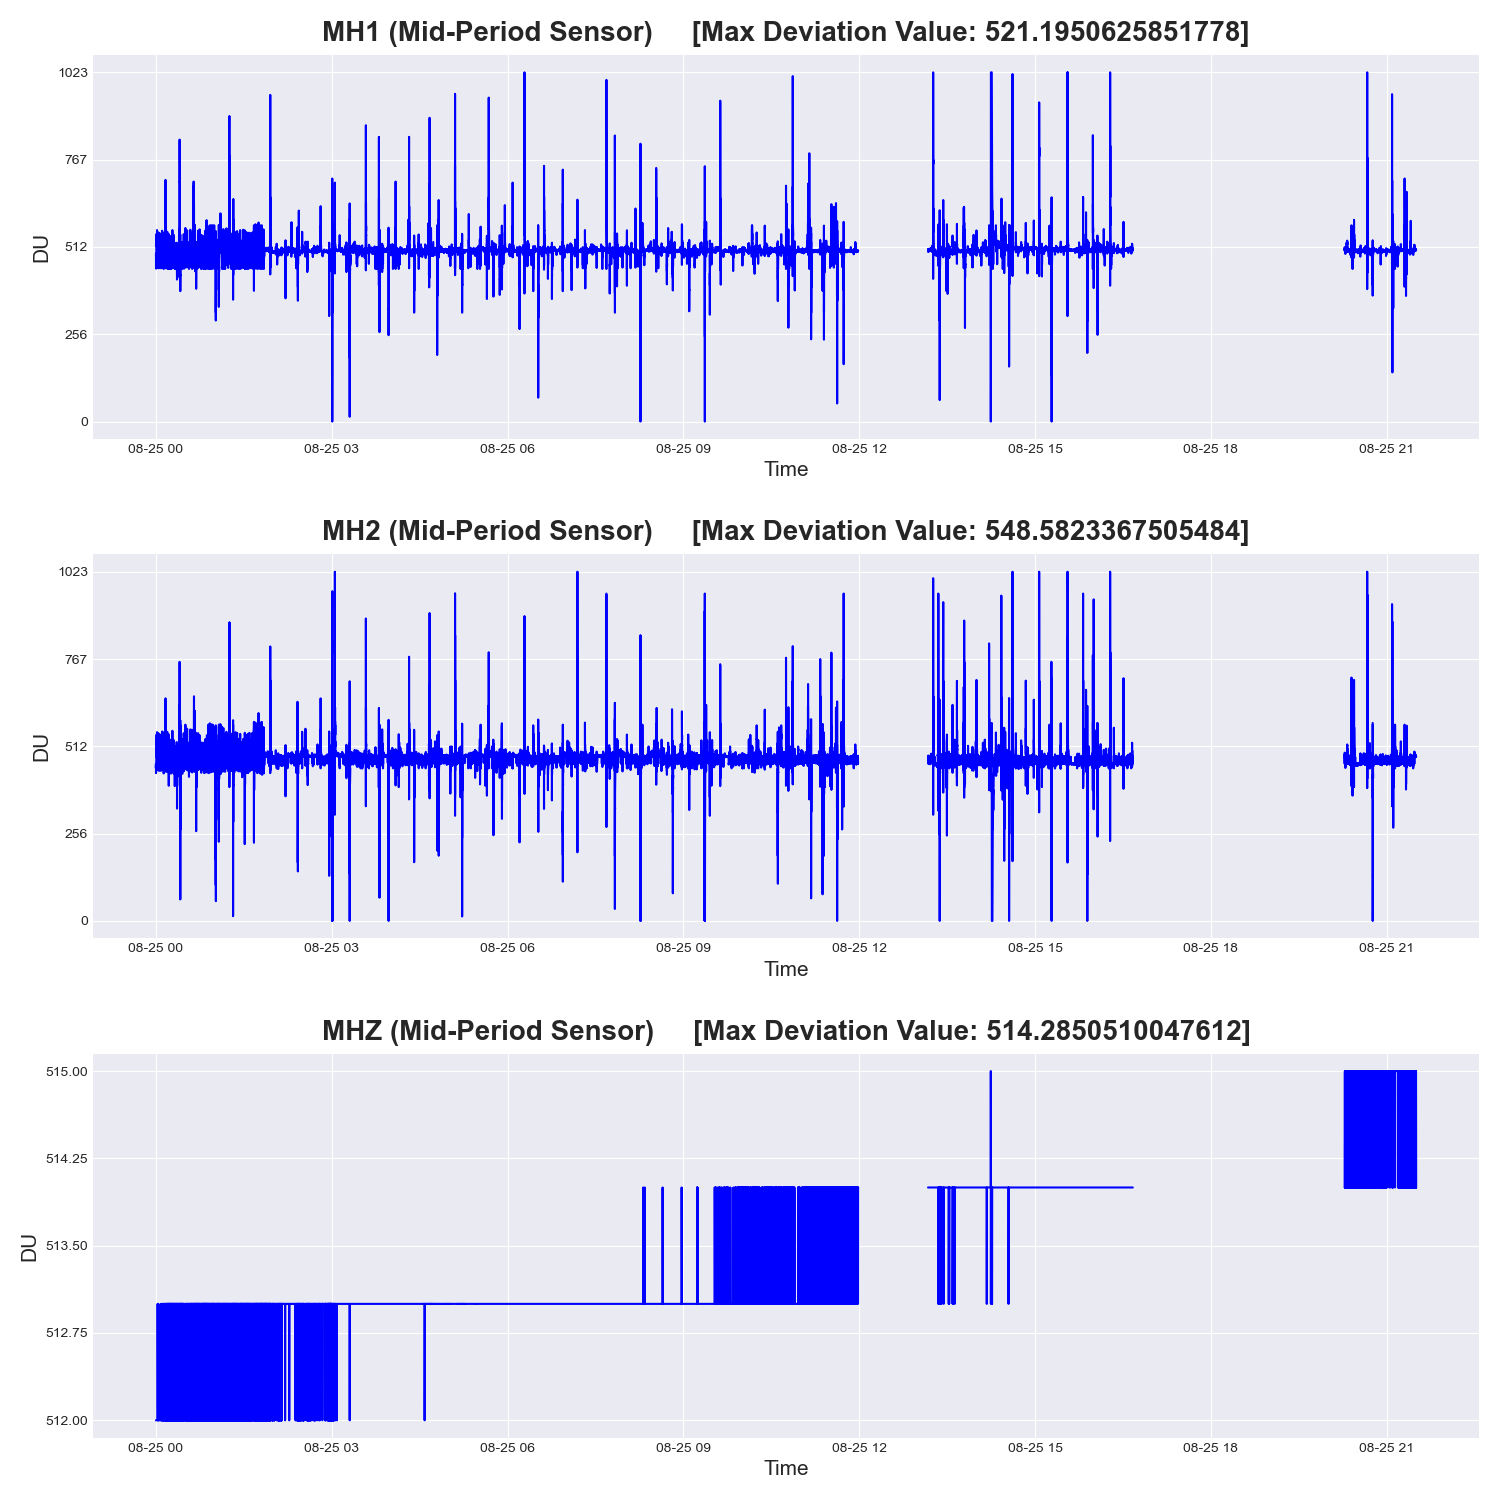 MH1 (Mid-Period Sensor) [Max Deviation Value: 521.1950625851778]
1023
767
512
256
0
DU
08-25 00 08-25 03 08-25 06 08-25 09 08-25 12 08-25 15 08-25 18 08-25 21
Time
MH2 (Mid-Period Sensor) [Max Deviation Value: 548.5823367505484]
1023
767
512
256
0
DU
08-25 00 08-25 03 08-25 06 08-25 09 08-25 12 08-25 15 08-25 18 08-25 21
Time
MHZ (Mid-Period Sensor) [Max Deviation Value: 514.2850510047612]
515.00
514.25
513.50
512.75
512.00
DU
08-25 00 08-25 03 08-25 06 08-25 09 08-25 12 08-25 15 08-25 18 08-25 21
Time